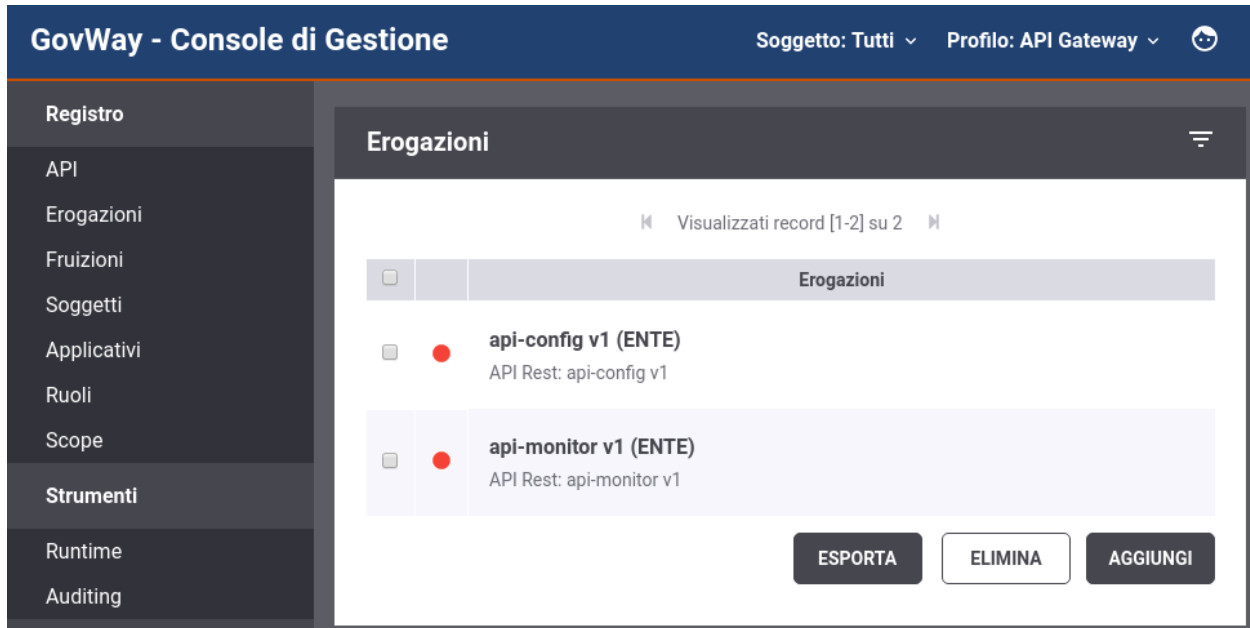 GovWay - Console di Gestione
Soggetto: Tutti
Profilo: API Gateway
Registro
API
Erogazioni
Fruizioni
Soggetti
Applicativi
Ruoli
Scope
Strumenti
Runtime
Auditing
Erogazioni
Visualizzati record [1-2] su 2
Erogazioni
api-config v1 (ENTE)
API Rest: api-config v1
api-monitor v1 (ENTE)
API Rest: api-monitor v1
ESPORTA
ELIMINA
AGGIUNGI